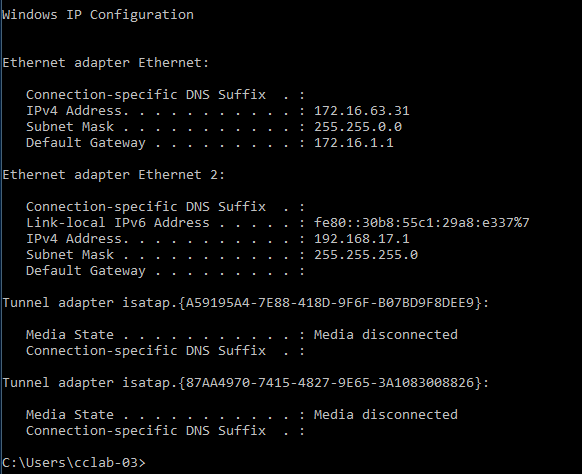 Windows IP Configuration
Ethernet adapter Ethernet:
Connection-specific DNS Suffix . :
IPv4 Address. . . . . . . . . . . : 172.16.63.31
Subnet Mask . . . . . . . . . . . : 255.255.0.0
Default Gateway . . . . . . . . . : 172.16.1.1
Ethernet adapter Ethernet 2:
Connection-specific DNS Suffix . :
Link-local IPv6 Address . . . . . : fe80::30b8:55c1:29a8:e337%7
IPv4 Address. . . . . . . . . . . : 192.168.17.1
Subnet Mask . . . . . . . . . . . : 255.255.255.0
Default Gateway . . . . . . . . . :
Tunnel adapter isatap.{A59195A4-7E88-418D-9F6F-B07BD9F8DEE9}:
Media State . . . . . . . . . . . : Media disconnected
Connection-specific DNS Suffix . :
Tunnel adapter isatap.{87AA4970-7415-4827-9E65-3A1083008826}:
Media State . . . . . . . . . . . : Media disconnected
Connection-specific DNS Suffix . :
C:\Users\cclab-03>